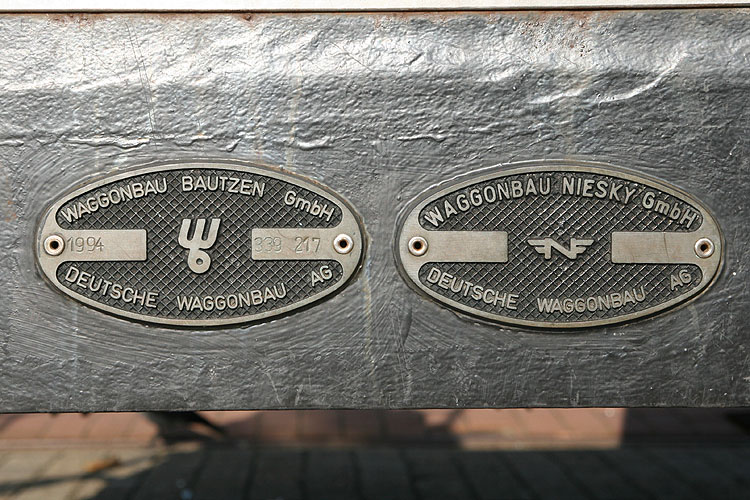 WAGGONBAU BAUTZEN GmbH
1994
339 217
DEUTSCHE WAGGONBAU AG
WAGGONBAU NIESKY GmbH
DEUTSCHE WAGGONBAU AG